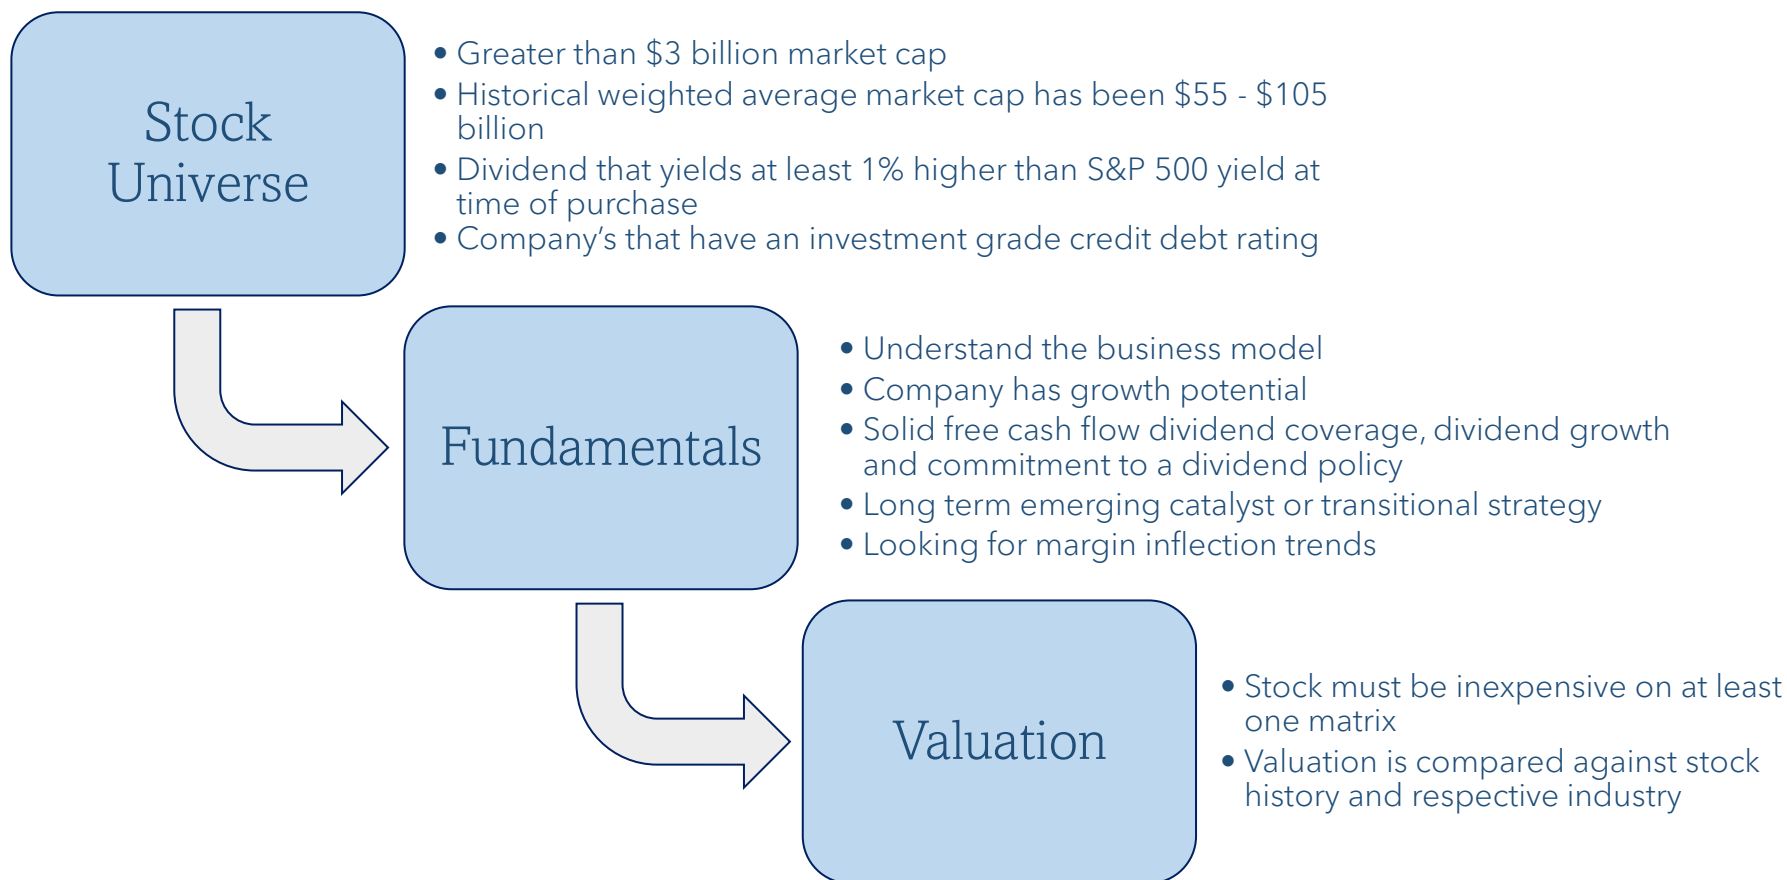 Stock
Universe
• Greater than $3 billion market cap
• Historical weighted average market cap has been $55 - $105
billion
• Dividend that yields at least 1% higher than S&P 500 yield at
time of purchase
• Company’s that have an investment grade credit debt rating
Fundamentals
• Understand the business model
• Company has growth potential
• Solid free cash flow dividend coverage, dividend growth
and commitment to a dividend policy
• Long term emerging catalyst or transitional strategy
• Looking for margin inflection trends
Valuation
• Stock must be inexpensive on at least
one matrix
• Valuation is compared against stock
history and respective industry